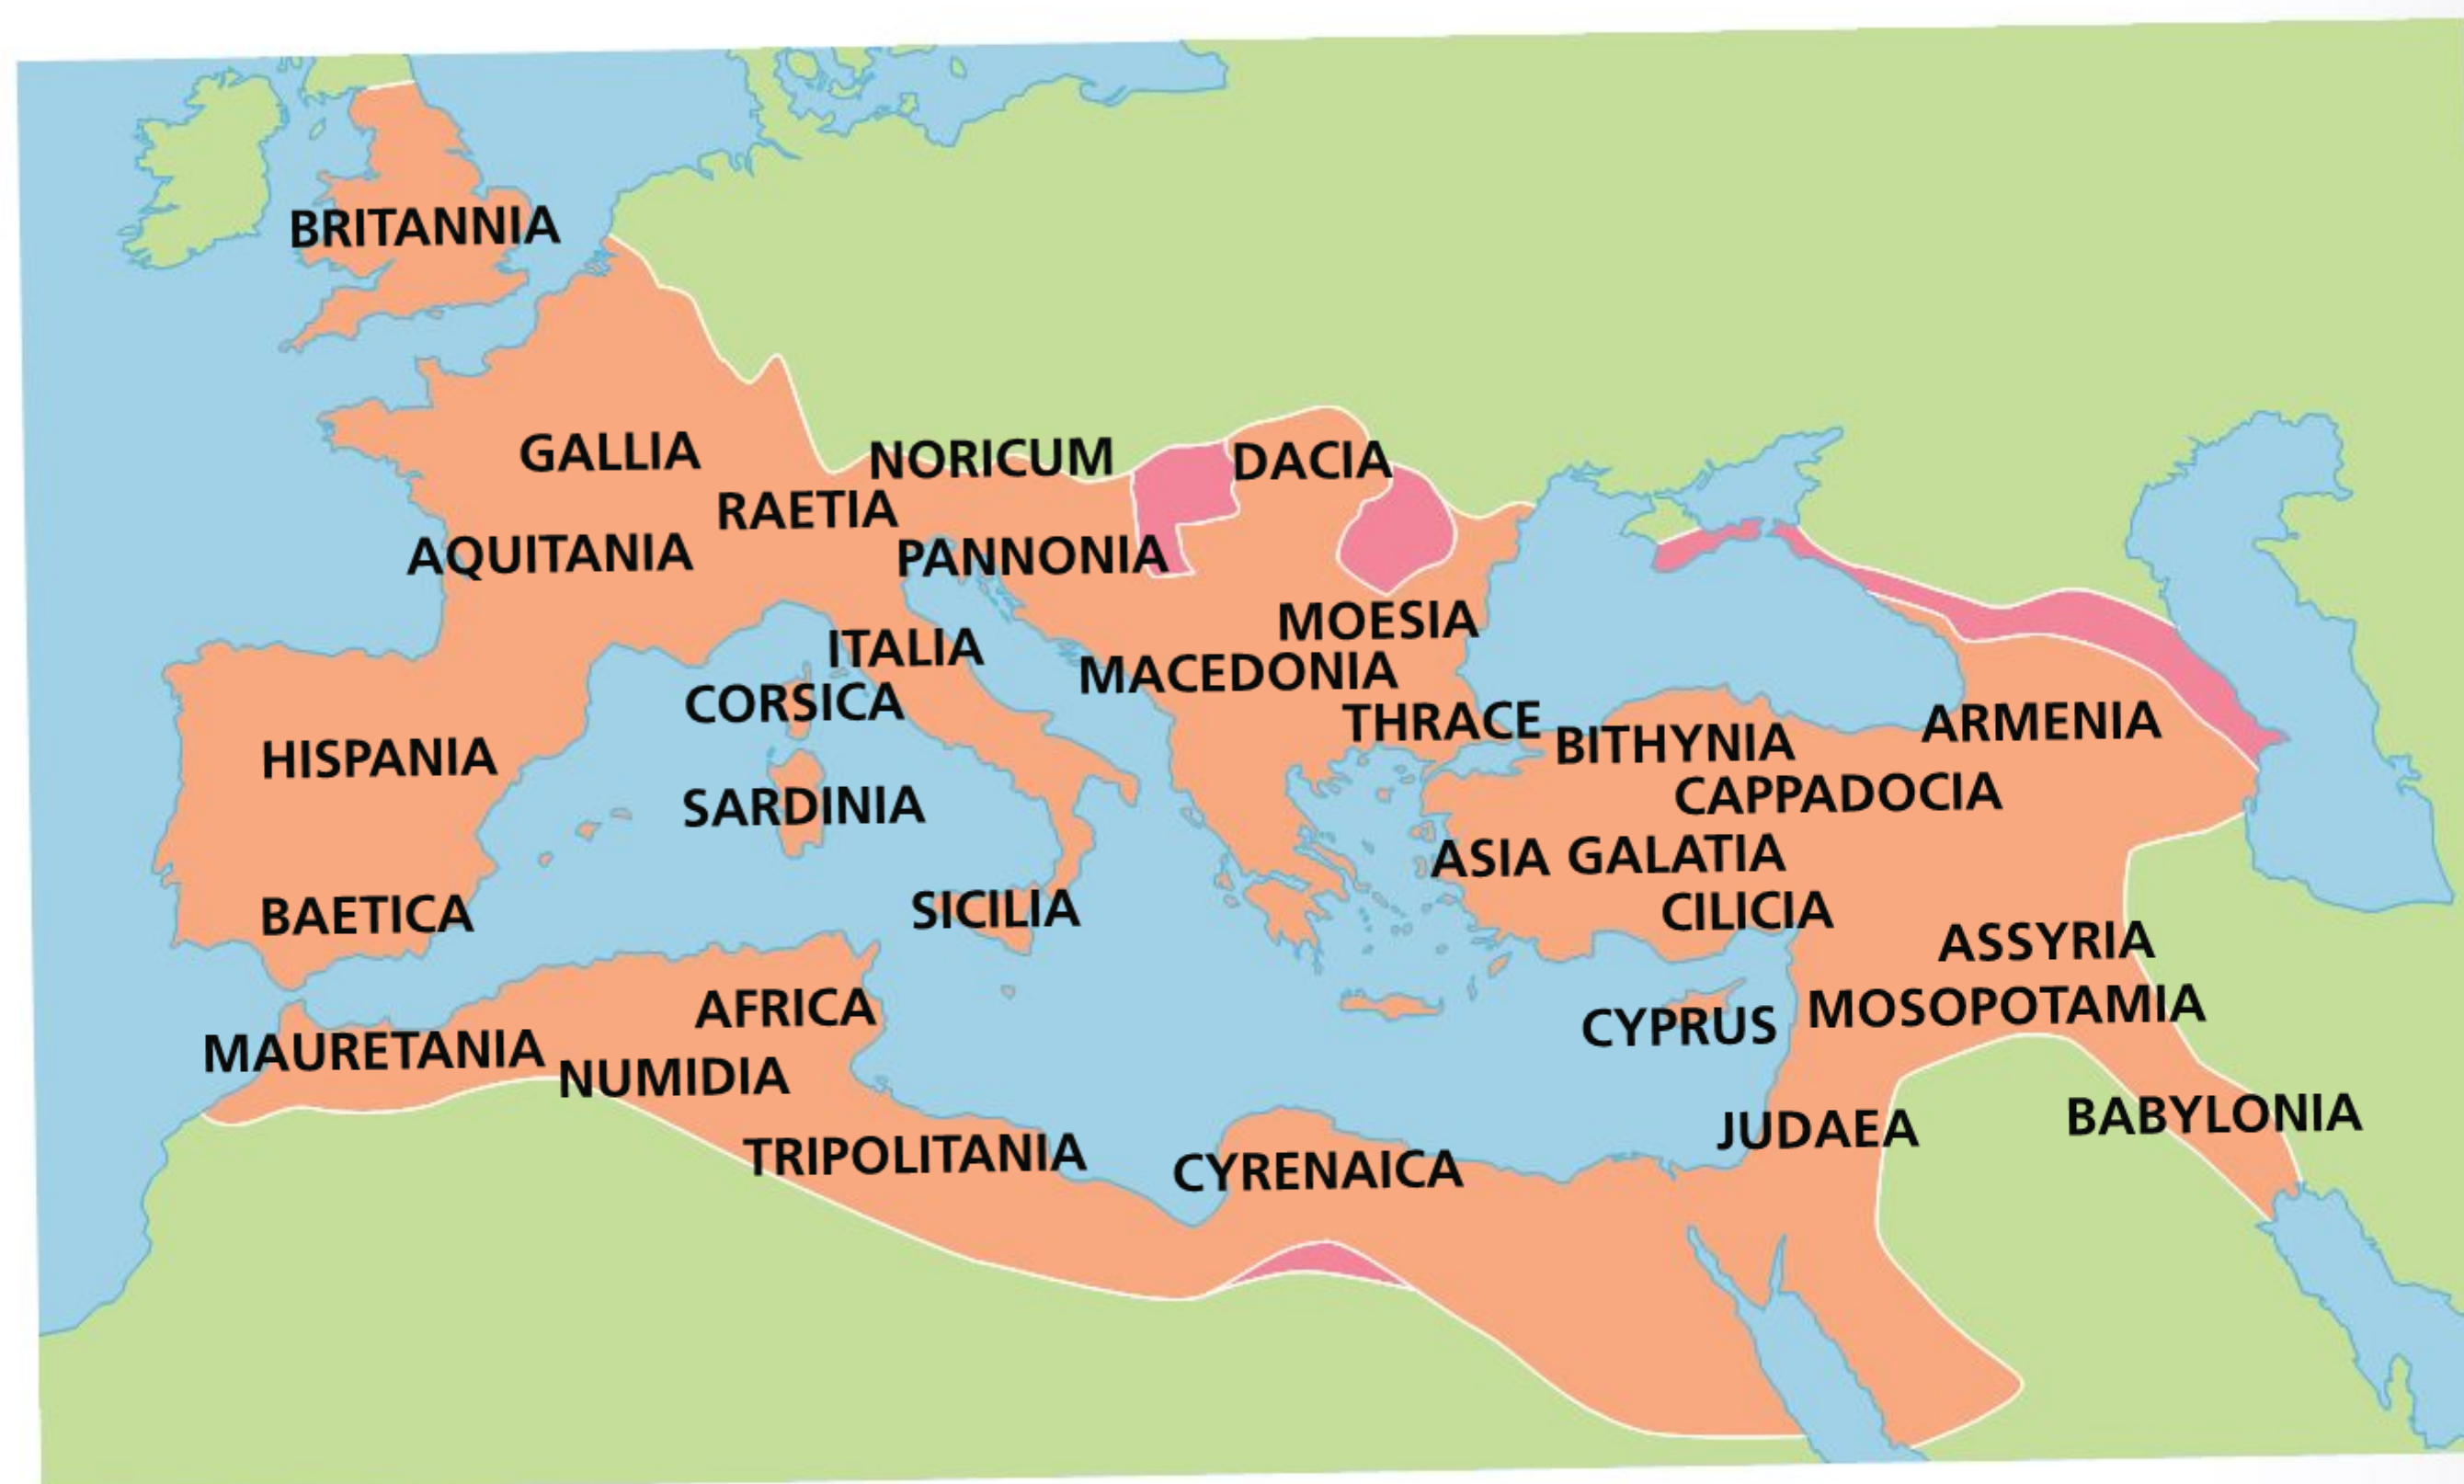 BRITANNIA
GALLIA
NORICUM
DACIA
RAETIA
AQUITANIA
PANNONIA
MOESIA
ITALIA
MACEDONIA
CORSICA
THRACE
BITHYNIA
ARMENIA
HISPANIA
CAPPADOCIA
SARDINIA
ASIA GALATIA
BAETICA
SICILIA
CILICIA
ASSYRIA
AFRICA
CYPRUS
MOSOPOTAMIA
MAURETANIA
NUMIDIA
JUDAEA
BABYLONIA
TRIPOLITANIA
CYRENAICA